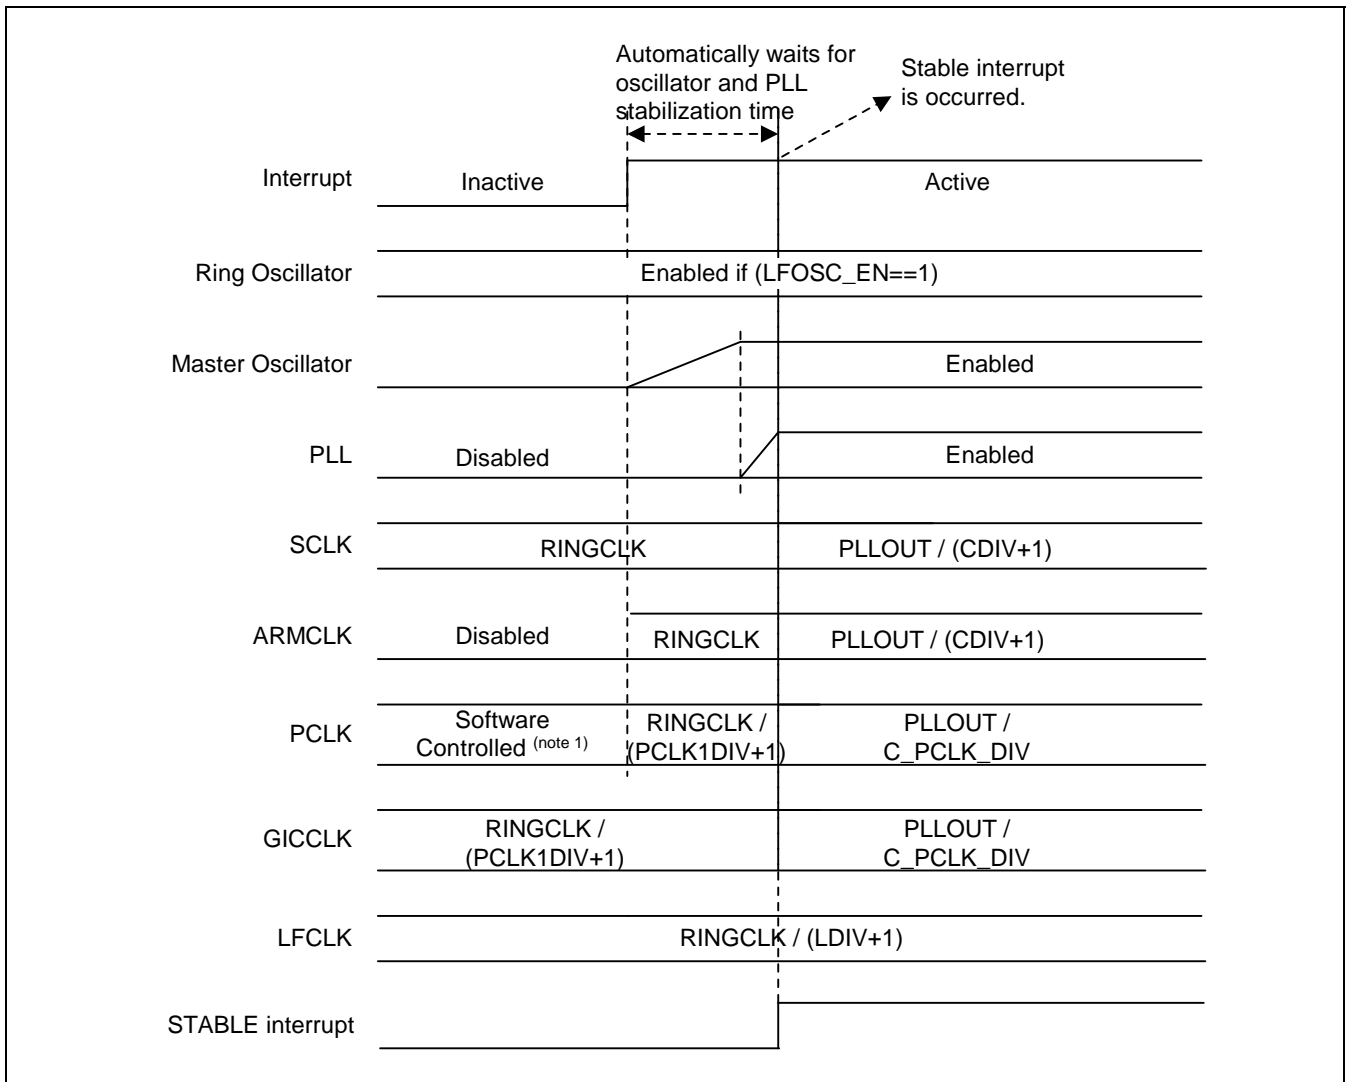 Automatically waits for
oscillator and PLL
stabilization time
Stable interrupt
is occurred.
Interrupt
Inactive
Active
Ring Oscillator
Enabled if (LFOSC_EN==1)
Master Oscillator
Enabled
PLL
Disabled
Enabled
SCLK
RINGCLK
PLLOUT / (CDIV+1)
ARMCLK
Disabled
RINGCLK
PLLOUT / (CDIV+1)
PCLK
Software
Controlled (note 1)
RINGCLK /
(PCLK1DIV+1)
PLLOUT /
C_PCLK_DIV
GICCLK
RINGCLK /
(PCLK1DIV+1)
PLLOUT /
C_PCLK_DIV
LFCLK
RINGCLK / (LDIV+1)
STABLE interrupt